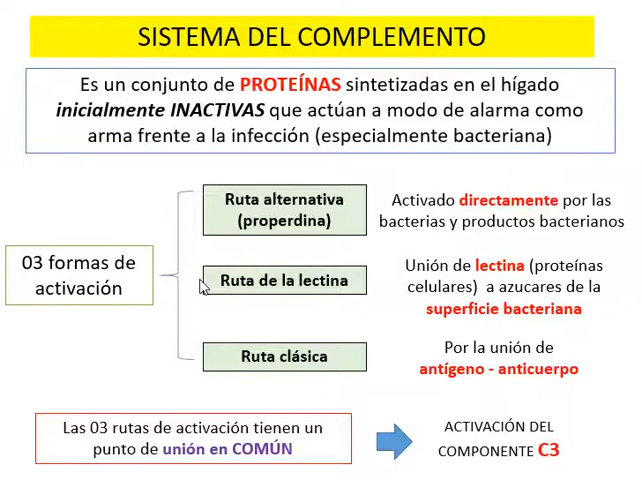 SISTEMA DEL COMPLEMENTO
Es un conjunto de PROTEÍNAS sintetizadas en el hígado
inicialmente INACTIVAS que actúan a modo de alarma como
arma frente a la infección (especialmente bacteriana)
03 formas de
activación
Ruta alternativa
(properdina)
Activado directamente por las
bacterias y productos bacterianos
Ruta de la lectina
Unión de lectina (proteínas
celulares) a azucares de la
superficie bacteriana
Ruta clásica
Por la unión de
antígeno - anticuerpo
Las 03 rutas de activación tienen un
punto de unión en COMÚN
ACTIVACIÓN DEL
COMPONENTE C3